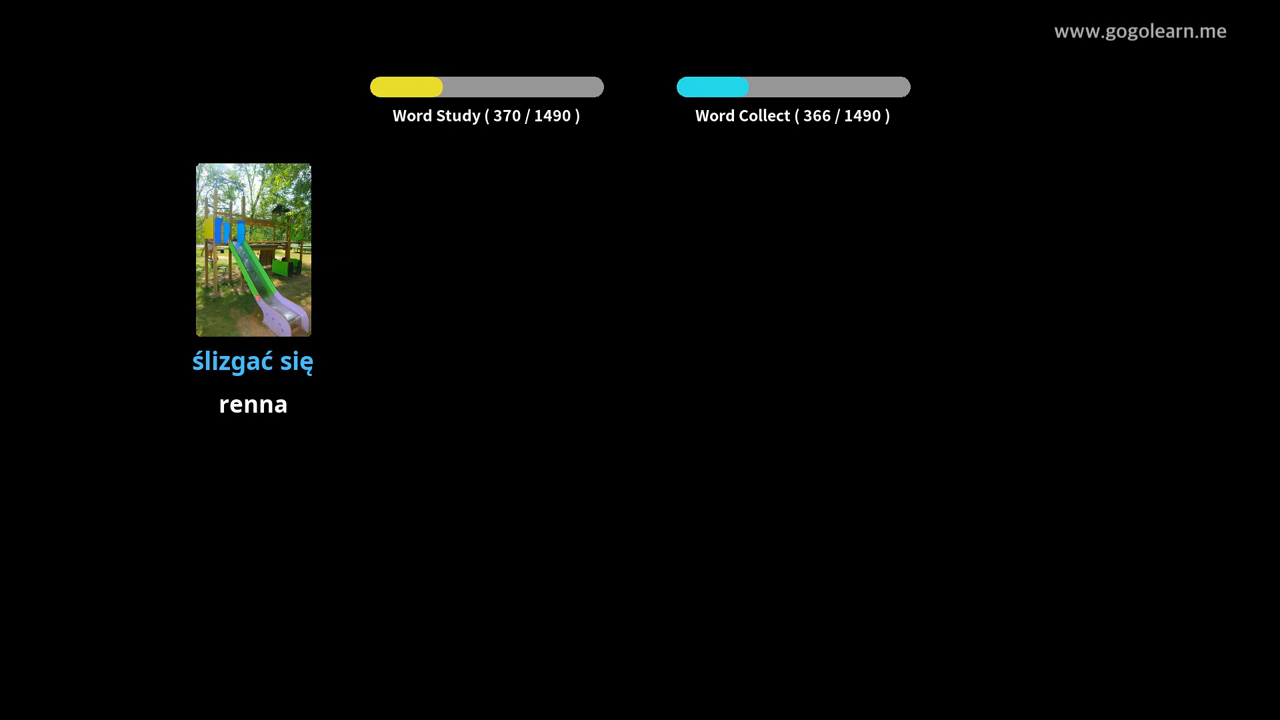 www.gogolearn.me
Word Study ( 370 / 1490 )
Word Collect ( 366 / 1490 )
ślizgać się
renna